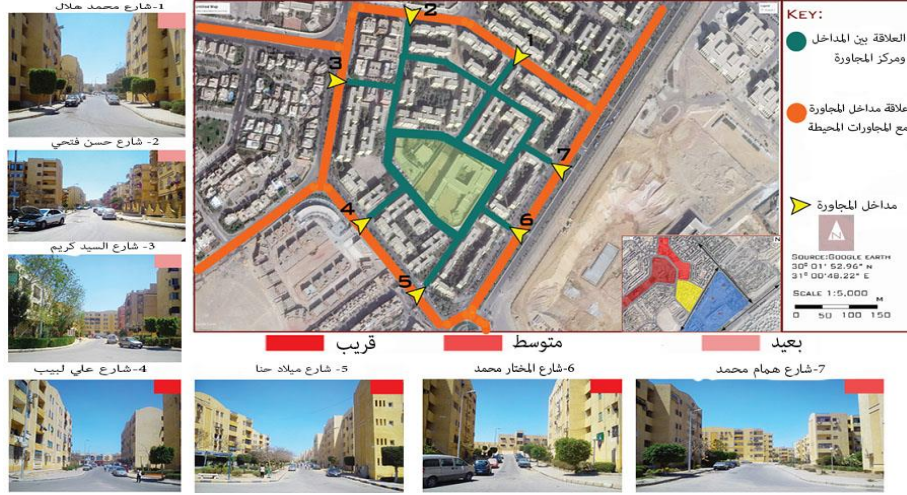 1-شارع محمد هلال
2- شارع حسن فتحي
3- شارع السيد كريم
4-شارع علي لبيب
5- شارع ميلاد حنا
6-شارع المختار محمد
7-شارع همام محمد
1
2
3
4
5
6
7
KEY:
العلاقة بين المداخل
ومركز المجاورة
علاقة مداخل المجاورة
مع المجاورات المحيطة
مداخل المجاورة
N
SOURCE:GOOGLE EARTH
30º 01' 52.96" N
31º 00'48.22" E
SCALE 1:5,000
M
0 50 100 150
قريب
متوسط
بعيد